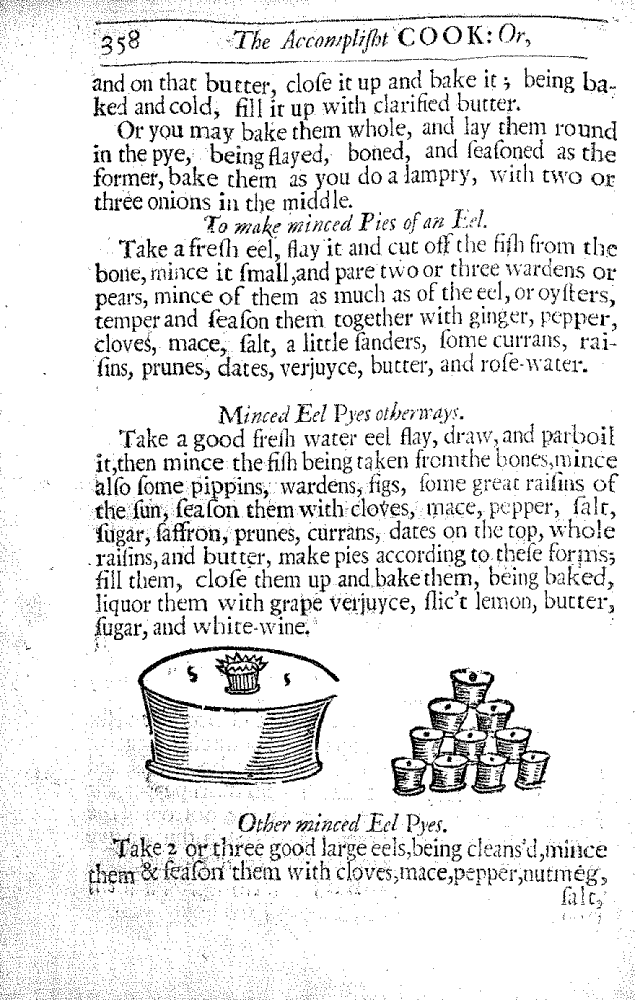 358 The Accompliſht COOK: Or,
and on that butter, cloſe it up and bake it; being ba-
ked and cold, fill it up with clarified butter.
Or you may bake them whole, and lay them round
in the pye, being flayed, boned, and ſeaſoned as the
former, bake them as you do a lampry, with two or
three onions in the middle.
To make minced Pies of an Eel.
Take a freſh eel, flay it and cut off the fiſh from the
bone, mince it ſmall, and pare two or three wardens or
pears, mince of them as much as of the eel, or oyſters,
temper and ſeaſon them together with ginger, pepper,
cloves, mace, ſalt, a little ſanders, ſome currans, rai-
ſins, prunes, dates, verjuyce, butter, and roſe-water.
Minced Eel Pyes otherways.
Take a good freſh water eel flay, draw, and parboil
it, then mince the fiſh being taken from the bones, mince
alſo ſome pippins, wardens, figs, ſome great raiſins of
the ſun, ſeaſon them with cloves, mace, pepper, ſalt,
ſugar, ſaffron, prunes, currans, dates on the top, whole
raiſins, and butter, make pies according to theſe forms;
fill them, cloſe them up and bake them, being baked,
liquor them with grape verjuyce, ſlic't lemon, butter,
ſugar, and white-wine.
Other minced Eel Pyes.
Take 2 or three good large eels, being cleans'd, mince
them & ſeaſon them with cloves, mace, pepper, nutmeg,
ſalt,